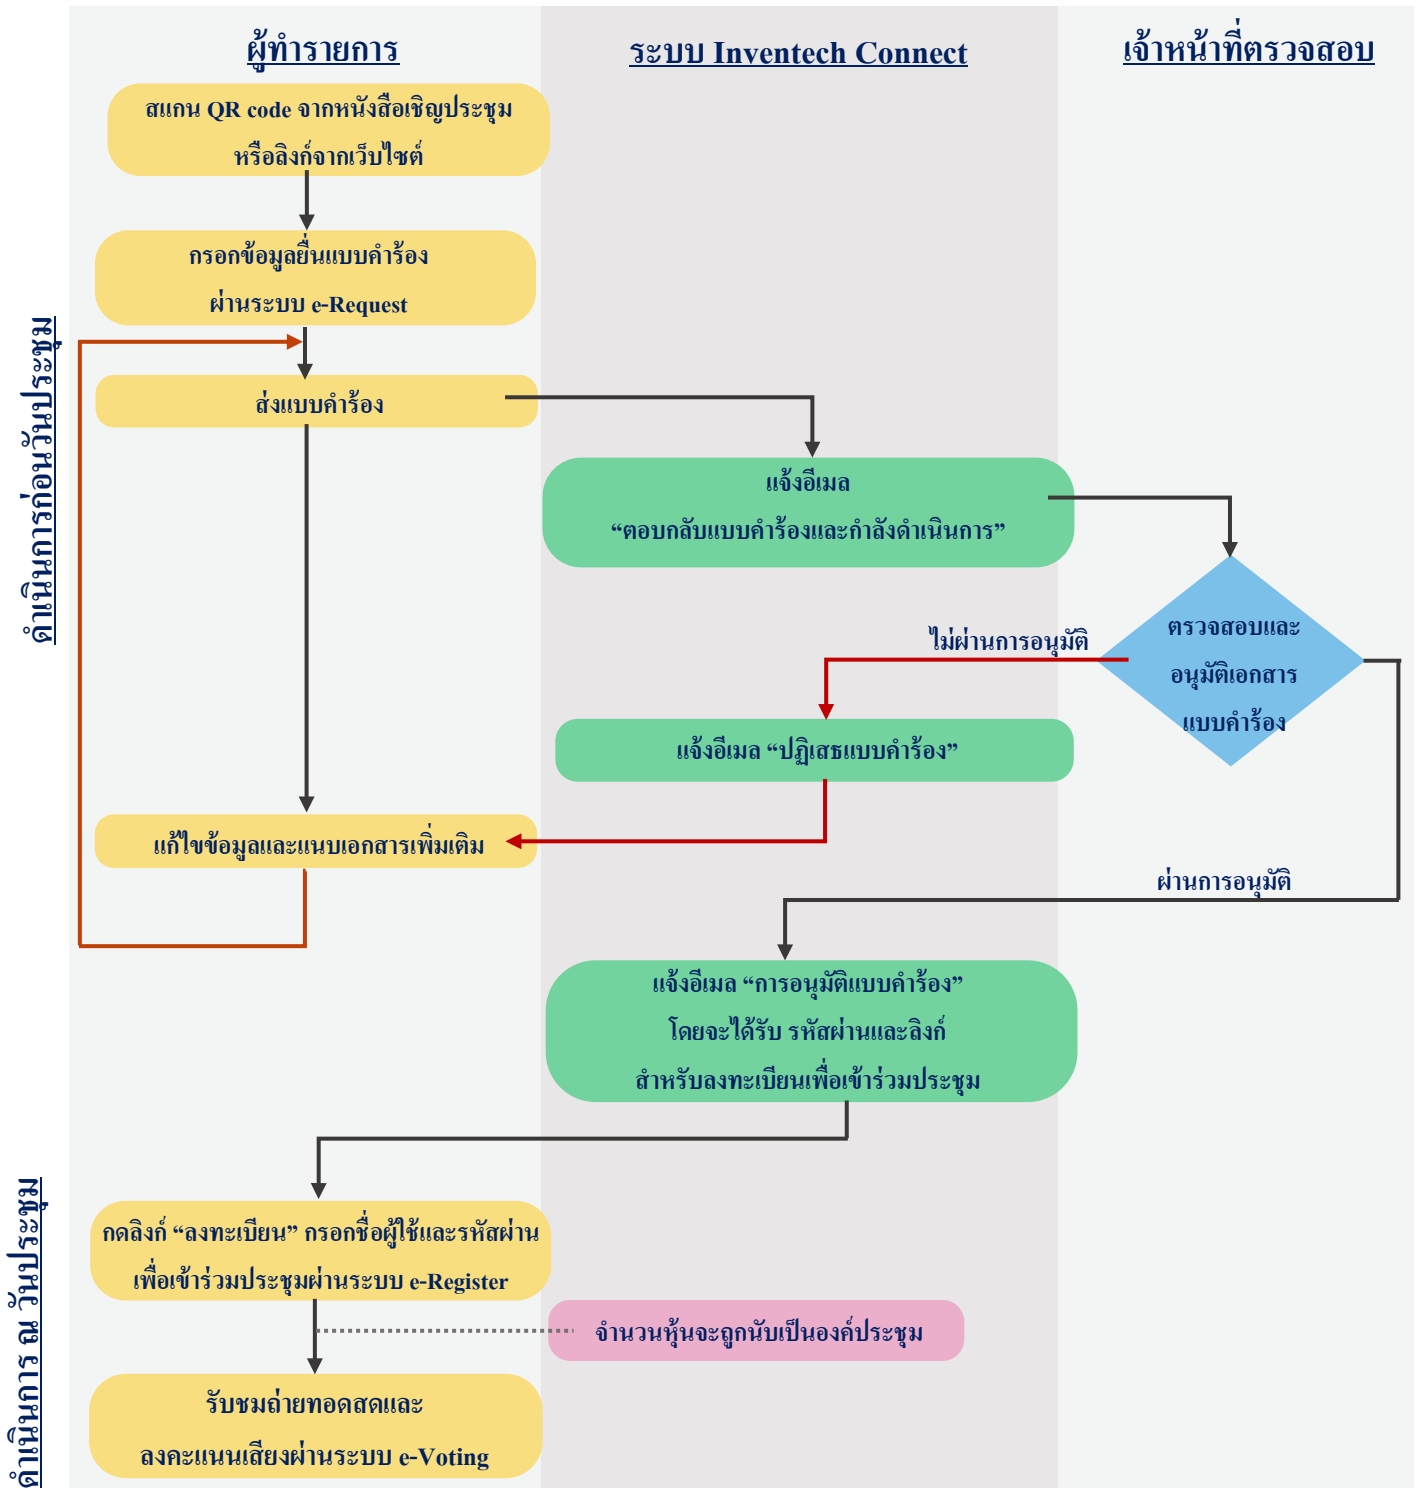 ผู้ทำรายการ
ระบบ Inventech Connect
เจ้าหน้าที่ตรวจสอบ
ดำเนินการก่อนวันประชุม
สแกน QR code จากหนังสือเชิญประชุม
หรือลิงก์จากเว็บไซต์
กรอกข้อมูลยื่นแบบคำร้อง
ผ่านระบบ e-Request
ส่งแบบคำร้อง
แจ้งอีเมล
“ตอบกลับแบบคำร้องและกำลังดำเนินการ”
ตรวจสอบและ
อนุมัติเอกสาร
แบบคำร้อง
ไม่ผ่านการอนุมัติ
แจ้งอีเมล “ปฏิเสธแบบคำร้อง”
แก้ไขข้อมูลและแนบเอกสารเพิ่มเติม
ผ่านการอนุมัติ
แจ้งอีเมล “การอนุมัติแบบคำร้อง”
โดยจะได้รับ รหัสผ่านและลิงก์
สำหรับลงทะเบียนเพื่อเข้าร่วมประชุม
ดำเนินการ ณ วันประชุม
กดลิงก์ “ลงทะเบียน” กรอกชื่อผู้ใช้และรหัสผ่าน
เพื่อเข้าร่วมประชุมผ่านระบบ e-Register
จำนวนหุ้นจะถูกนับเป็นองค์ประชุม
รับชมถ่ายทอดสดและ
ลงคะแนนเสียงผ่านระบบ e-Voting